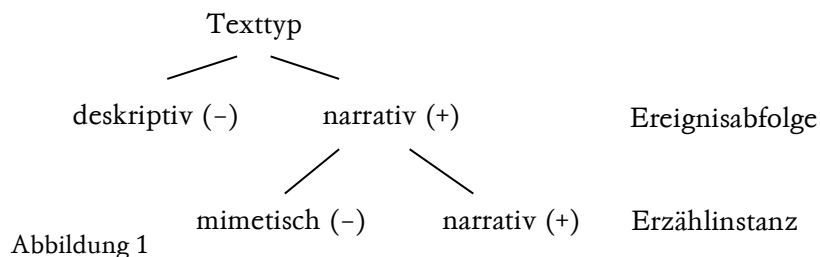 Texttyp
deskriptiv (–) narrativ (+) Ereignisabfolge
mimetisch (–) narrativ (+) Erzählinstanz
Abbildung 1